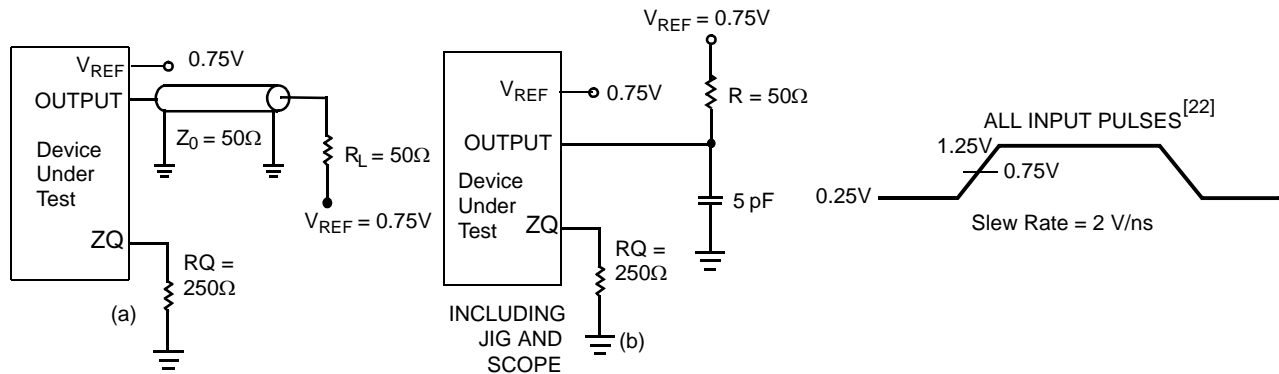 V_REF
0.75V
OUTPUT
Z_0 = 50Ω
Device
Under
Test
R_L = 50Ω
V_REF = 0.75V
ZQ
RQ =
250Ω
(a)
V_REF = 0.75V
R = 50Ω
V_REF
0.75V
OUTPUT
Device
Under
Test
5 pF
ZQ
RQ =
250Ω
INCLUDING
JIG AND
SCOPE
(b)
ALL INPUT PULSES[22]
1.25V
0.75V
0.25V
Slew Rate = 2 V/ns